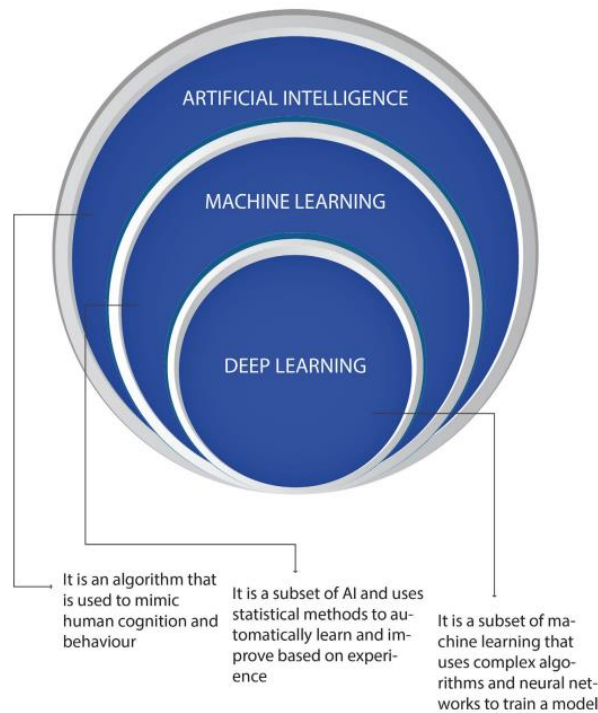 ARTIFICIAL INTELLIGENCE
MACHINE LEARNING
DEEP LEARNING
It is an algorithm that
is used to mimic
human cognition and
behaviour
It is a subset of AI and uses
statistical methods to au-
tomatically learn and im-
prove based on experi-
ence
It is a subset of ma-
chine learning that
uses complex algo-
rithms and neural net-
works to train a model